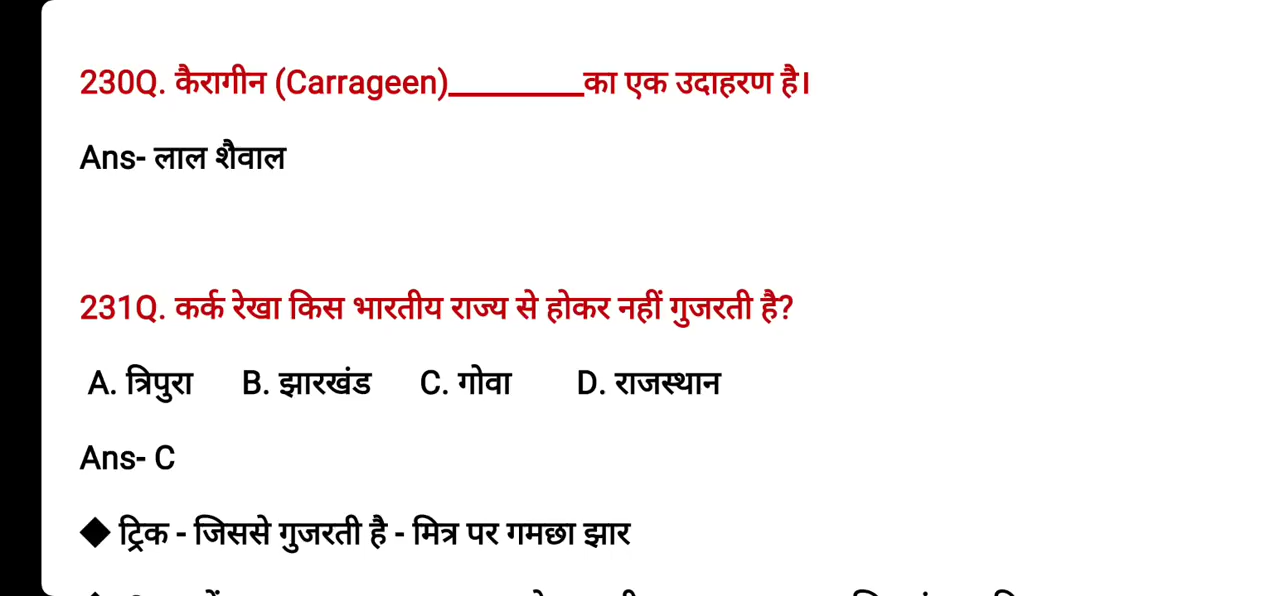 230Q. कैरागीन (Carrageen)________का एक उदाहरण है।
Ans- लाल शैवाल
231Q. कर्क रेखा किस भारतीय राज्य से होकर नहीं गुजरती है?
A. त्रिपुरा B. झारखंड C. गोवा D. राजस्थान
Ans- C
◆ ट्रिक - जिससे गुजरती है - मित्र पर गमछा झार